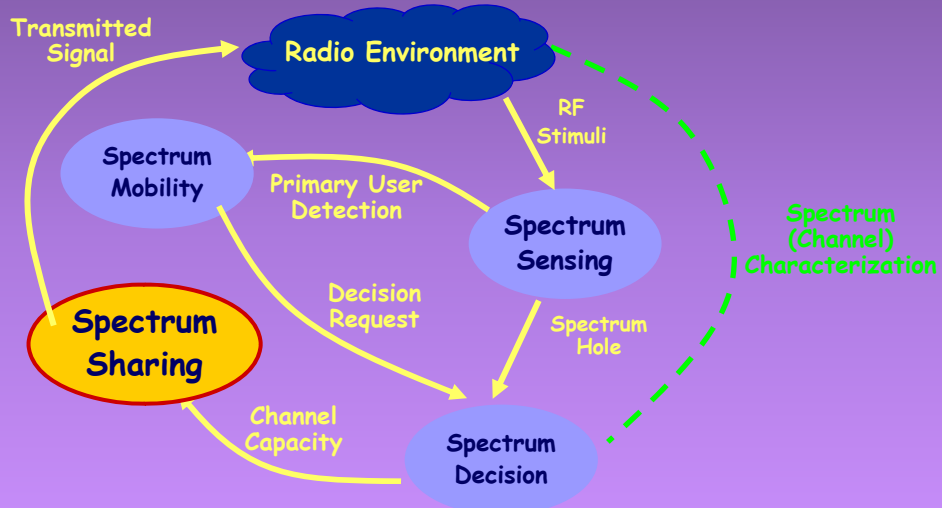 Transmitted
Signal
Radio Environment
RF
Stimuli
Spectrum
Mobility
Primary User
Detection
Spectrum
Sensing
Spectrum
(Channel)
Characterization
Decision
Request
Spectrum
Hole
Spectrum
Sharing
Channel
Capacity
Spectrum
Decision